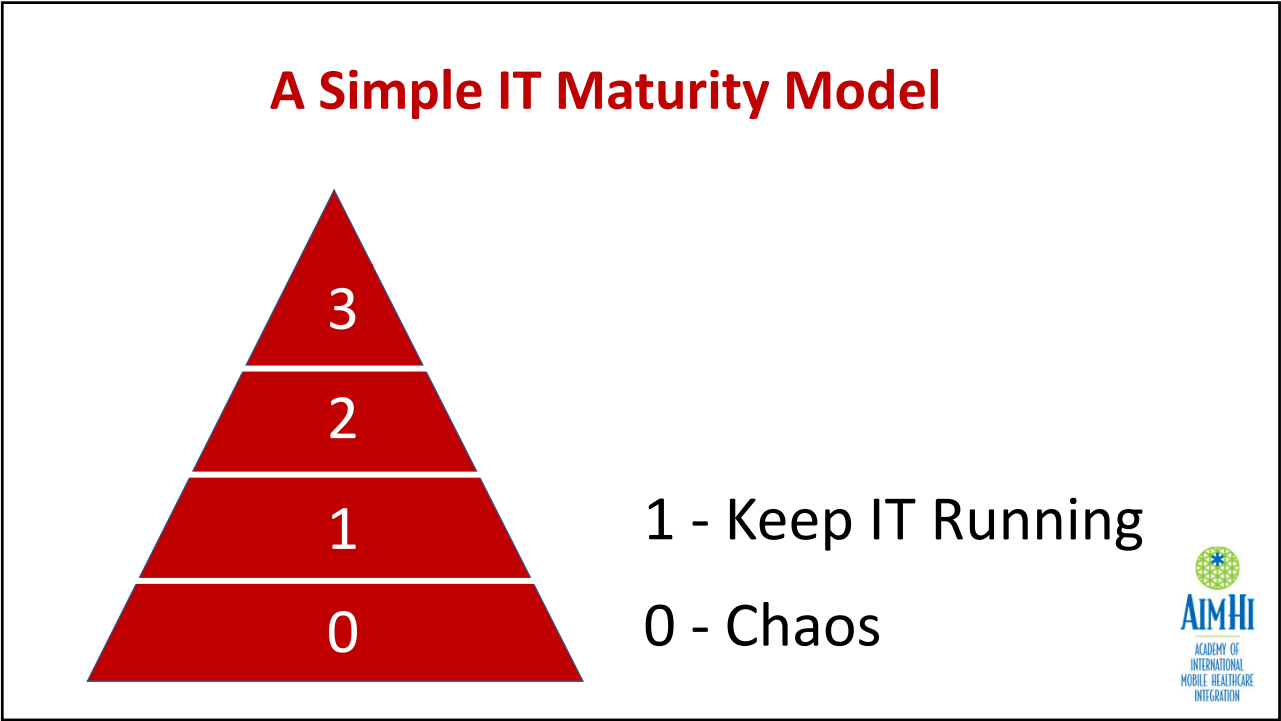 A Simple IT Maturity Model
3
2
1
1 - Keep IT Running
0
0 - Chaos
AIMHI
ACADEMY OF
INTERNATIONAL
MOBILE HEALTHCARE
INTEGRATION